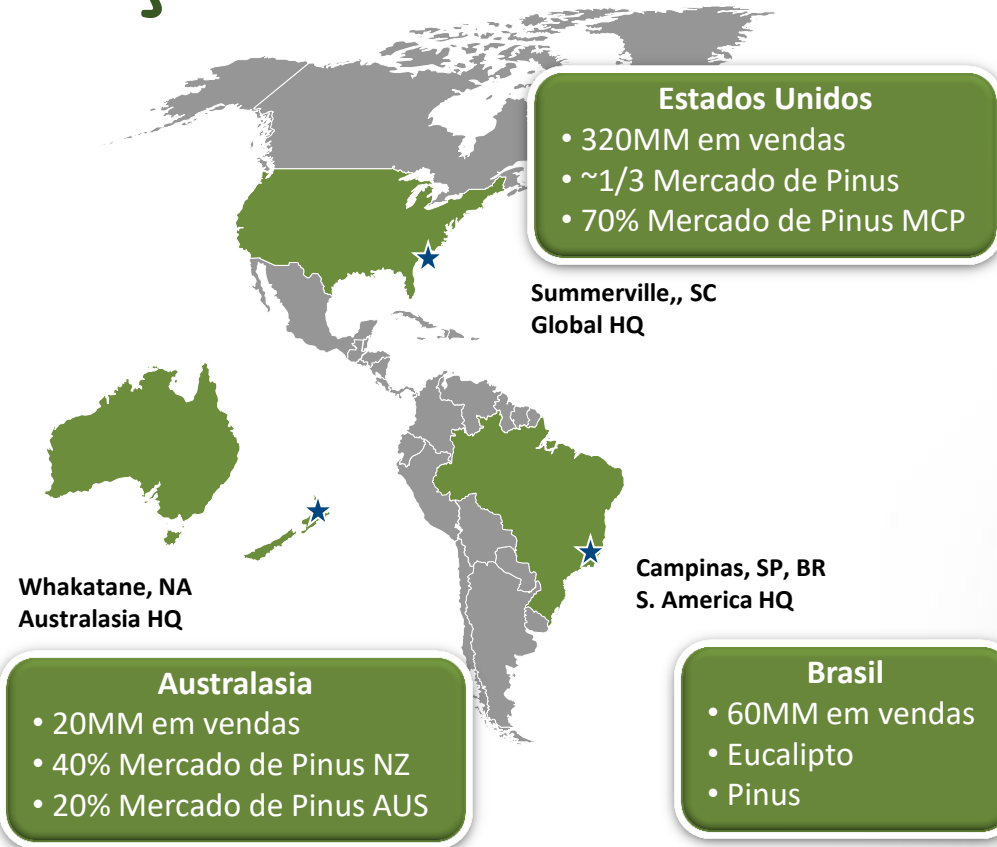 Estados Unidos
• 320MM em vendas
• ~1/3 Mercado de Pinus
• 70% Mercado de Pinus MCP
Summerville,, SC
Global HQ
Whakatane, NA
Australasia HQ
Campinas, SP, BR
S. America HQ
Australasia
• 20MM em vendas
• 40% Mercado de Pinus NZ
• 20% Mercado de Pinus AUS
Brasil
• 60MM em vendas
• Eucalipto
• Pinus